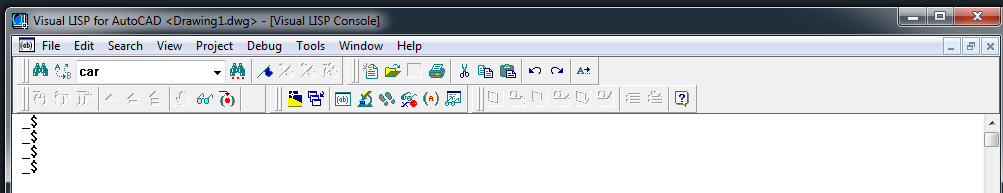 Visual LISP for AutoCAD <Drawing1.dwg> - [Visual LISP Console]
File Edit Search View Project Debug Tools Window Help
car
_$
_$
_$
_$